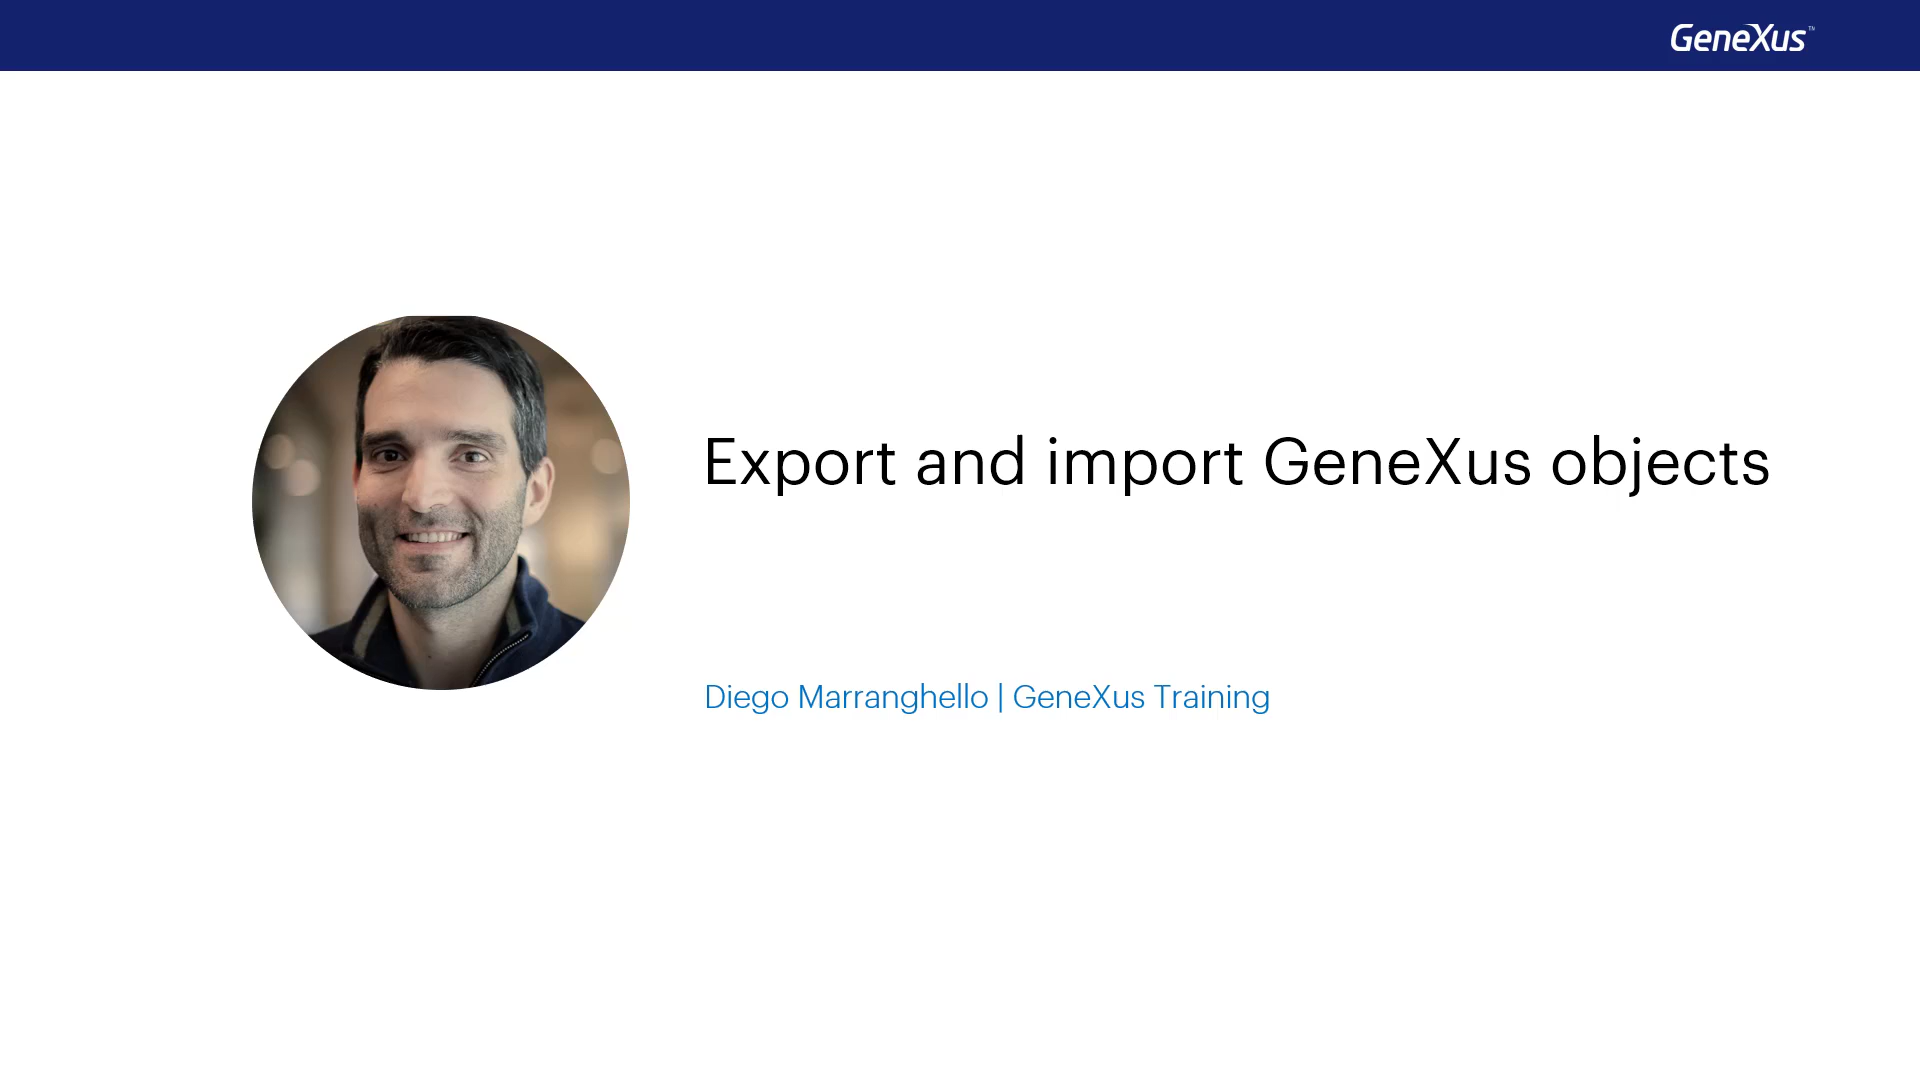 GeneXus™
Export and import GeneXus objects
Diego Marranghello | GeneXus Training